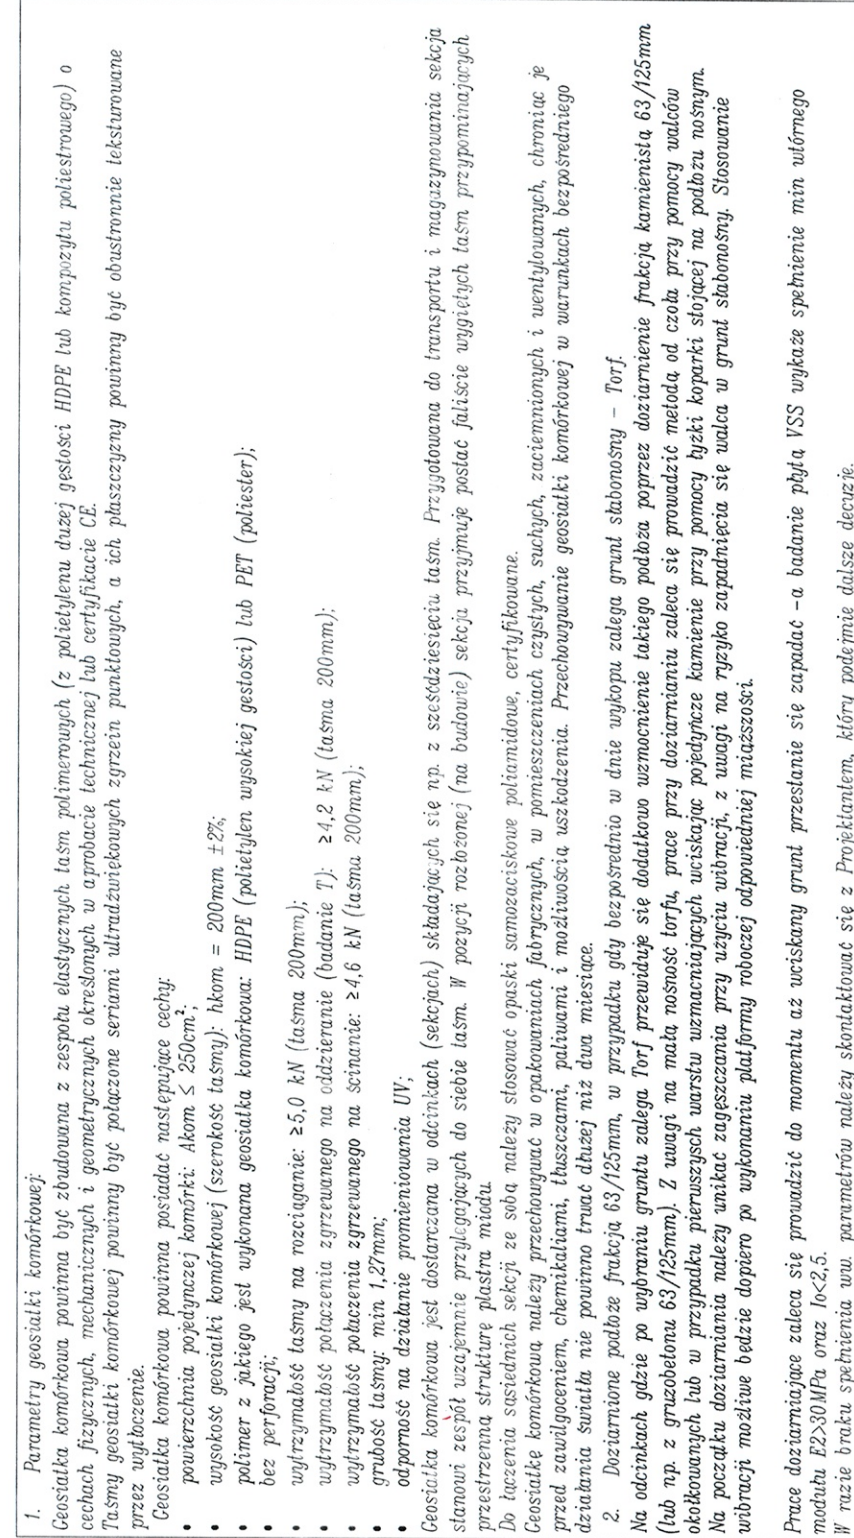 1. Parametry geosiatki komórkowej:
Geosiatka komórkowa powinna być zbudowana z zespołu elastycznych taśm polimerowych (z polietylenu dużej gęstości HDPE lub kompozytu poliestrowego) o
cechach fizycznych, mechanicznych i geometrycznych określonych w aprobacie technicznej lub certyfikacie CE.
Taśmy geosiatki komórkowej powinny być połączone seriami ultradźwiękowych zgrzein punktowych, a ich płaszczyzny powinny być obustronnie teksturowane
przez wytłoczenie.
Geosiatka komórkowa powinna posiadać następujące cechy:
• powierzchnia pojedynczej komórki: Akom ≤ 250cm²;
• wysokość geosiatki komórkowej (szerokość taśmy): hkom = 200mm ±2%;
• polimer z jakiego jest wykonana geosiatka komórkowa: HDPE (polietylen wysokiej gęstości) lub PET (poliester);
• bez perforacji;
• wytrzymałość taśmy na rozciąganie: ≥5,0 kN (taśma 200mm);
• wytrzymałość połączenia zgrzewanego na oddzieranie (badanie T): ≥4,2 kN (taśma 200mm);
• wytrzymałość połączenia zgrzewanego na ścinanie: ≥4,6 kN (taśma 200mm);
• grubość taśmy: min 1,27mm;
• odporność na działanie promieniowania UV;
Geosiatka komórkowa jest dostarczana w odcinkach (sekcjach) składających się np. z sześćdziesięciu taśm. Przygotowana do transportu i magazynowania sekcja
stanowi zespół wzajemnie przylegających do siebie taśm. W pozycji rozłożonej (na budowie) sekcja przyjmuje postać faliście wygiętych taśm przypominających
przestrzenną strukturę plastra miodu.
Do łączenia sąsiednich sekcji ze sobą należy stosować opaski samozaciskowe poliamidowe, certyfikowane.
Geosiatkę komórkową należy przechowywać w opakowaniach fabrycznych, w pomieszczeniach czystych, suchych, zaciemnionych i wentylowanych, chroniąc je
przed zawilgoceniem, chemikaliami, tłuszczami, paliwami i możliwością uszkodzenia. Przechowywanie geosiatki komórkowej w warunkach bezpośredniego
działania światła nie powinno trwać dłużej niż dwa miesiące.
2. Doziarnione podłoże frakcją 63/125mm, w przypadku gdy bezpośrednio w dnie wykopu zalega grunt słabonośny – Torf.
Na odcinkach gdzie po wybraniu gruntu zalega Torf przewiduje się dodatkowo wzmocnienie takiego podłoża poprzez doziarnienie frakcją kamienistą 63/125mm
(lub np. z gruzobetonu 63/125mm). Z uwagi na małą nośność torfu, prace przy doziarnianiu zaleca się prowadzić metodą od czoła przy pomocy walców
okołkowanych lub w przypadku pierwszych warstw wzmacniających wciskając pojedyńcze kamienie przy pomocy łyżki koparki stojącej na podłożu nośnym.
Na początku doziarniania należy unikać zagęszczania przy użyciu wibracji, z uwagi na ryzyko zapadnięcia się walca w grunt słabonośny. Stosowanie
wibracji możliwe będzie dopiero po wykonaniu platformy roboczej odpowiedniej miąższości.
Prace doziarniające zaleca się prowadzić do momentu aż wciskany grunt przestanie się zapadać –a badanie płytą VSS wykaże spełnienie min wtórnego
modułu E2>30MPa oraz Io<2,5.
W razie braku spełnienia ww. parametrów należy skontaktować się z Projektantem, który podejmie dalsze decyzje.